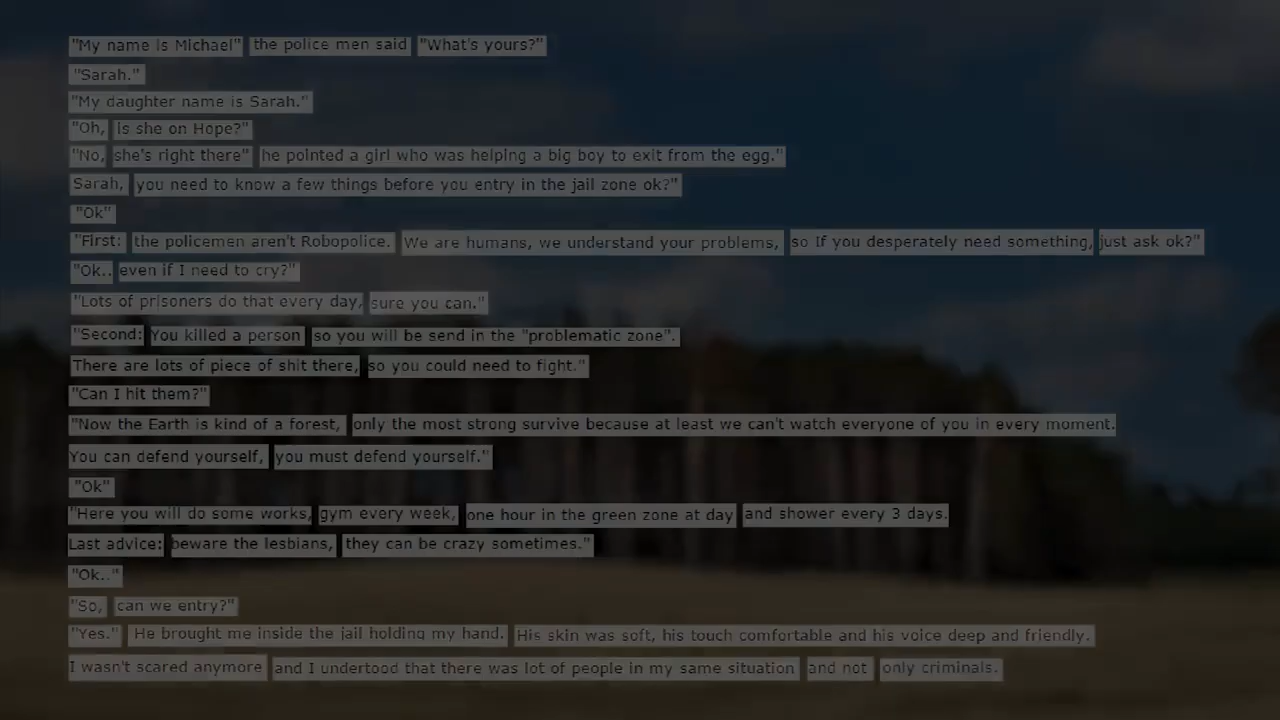 "My name is Michael" the police men said "What's yours?"
"Sarah."
"My daughter name is Sarah."
"Oh, is she on Hope?"
"No, she's right there" he pointed a girl who was helping a big boy to exit from the egg."
Sarah, you need to know a few things before you entry in the jail zone ok?"
"Ok"
"First: the policemen aren't Robopolice. We are humans, we understand your problems, so If you desperately need something, just ask ok?"
"Ok.. even if I need to cry?"
"Lots of prisoners do that every day, sure you can."
"Second: You killed a person so you will be send in the "problematic zone".
There are lots of piece of shit there, so you could need to fight."
"Can I hit them?"
"Now the Earth is kind of a forest, only the most strong survive because at least we can't watch everyone of you in every moment.
You can defend yourself, you must defend yourself."
"Ok"
"Here you will do some works, gym every week, one hour in the green zone at day and shower every 3 days.
Last advice: beware the lesbians, they can be crazy sometimes."
"Ok.."
"So, can we entry?"
"Yes." He brought me inside the jail holding my hand. His skin was soft, his touch comfortable and his voice deep and friendly.
I wasn't scared anymore and I undertood that there was lot of people in my same situation and not only criminals.